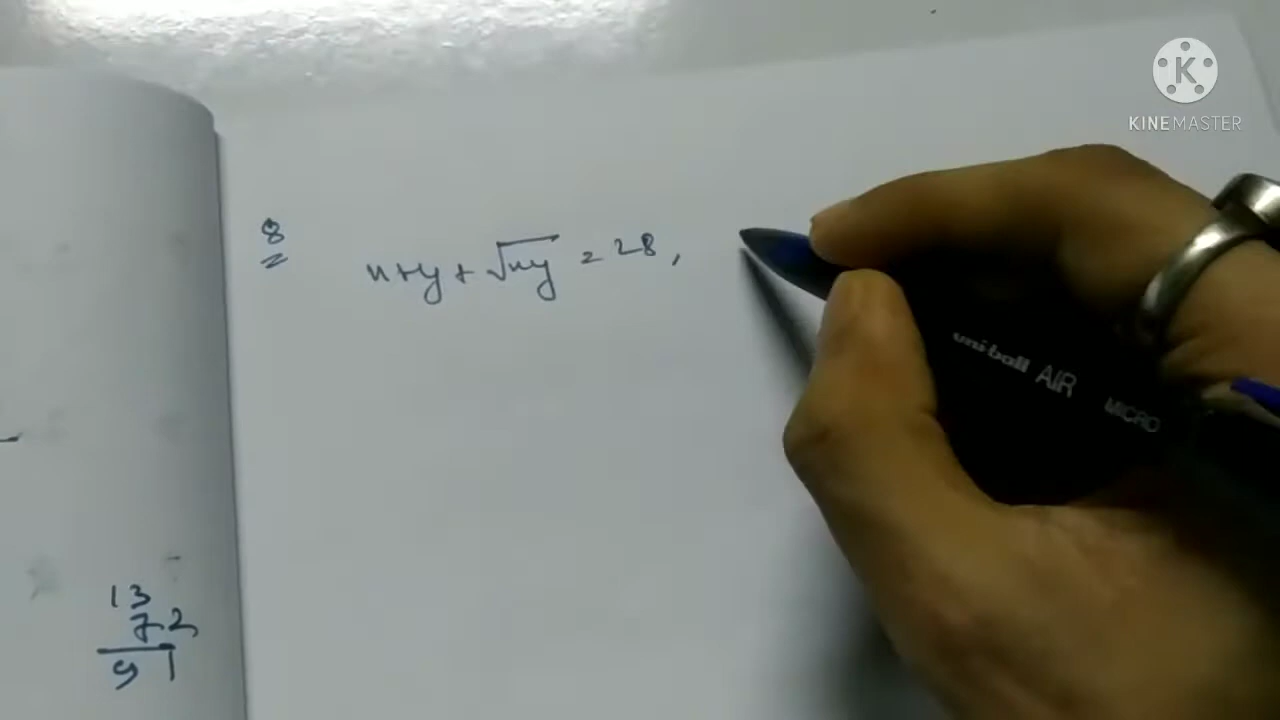 K
KINEMASTER
8
x+y + √xy = 28,
uni-ball AIR MICRO
13
72
91